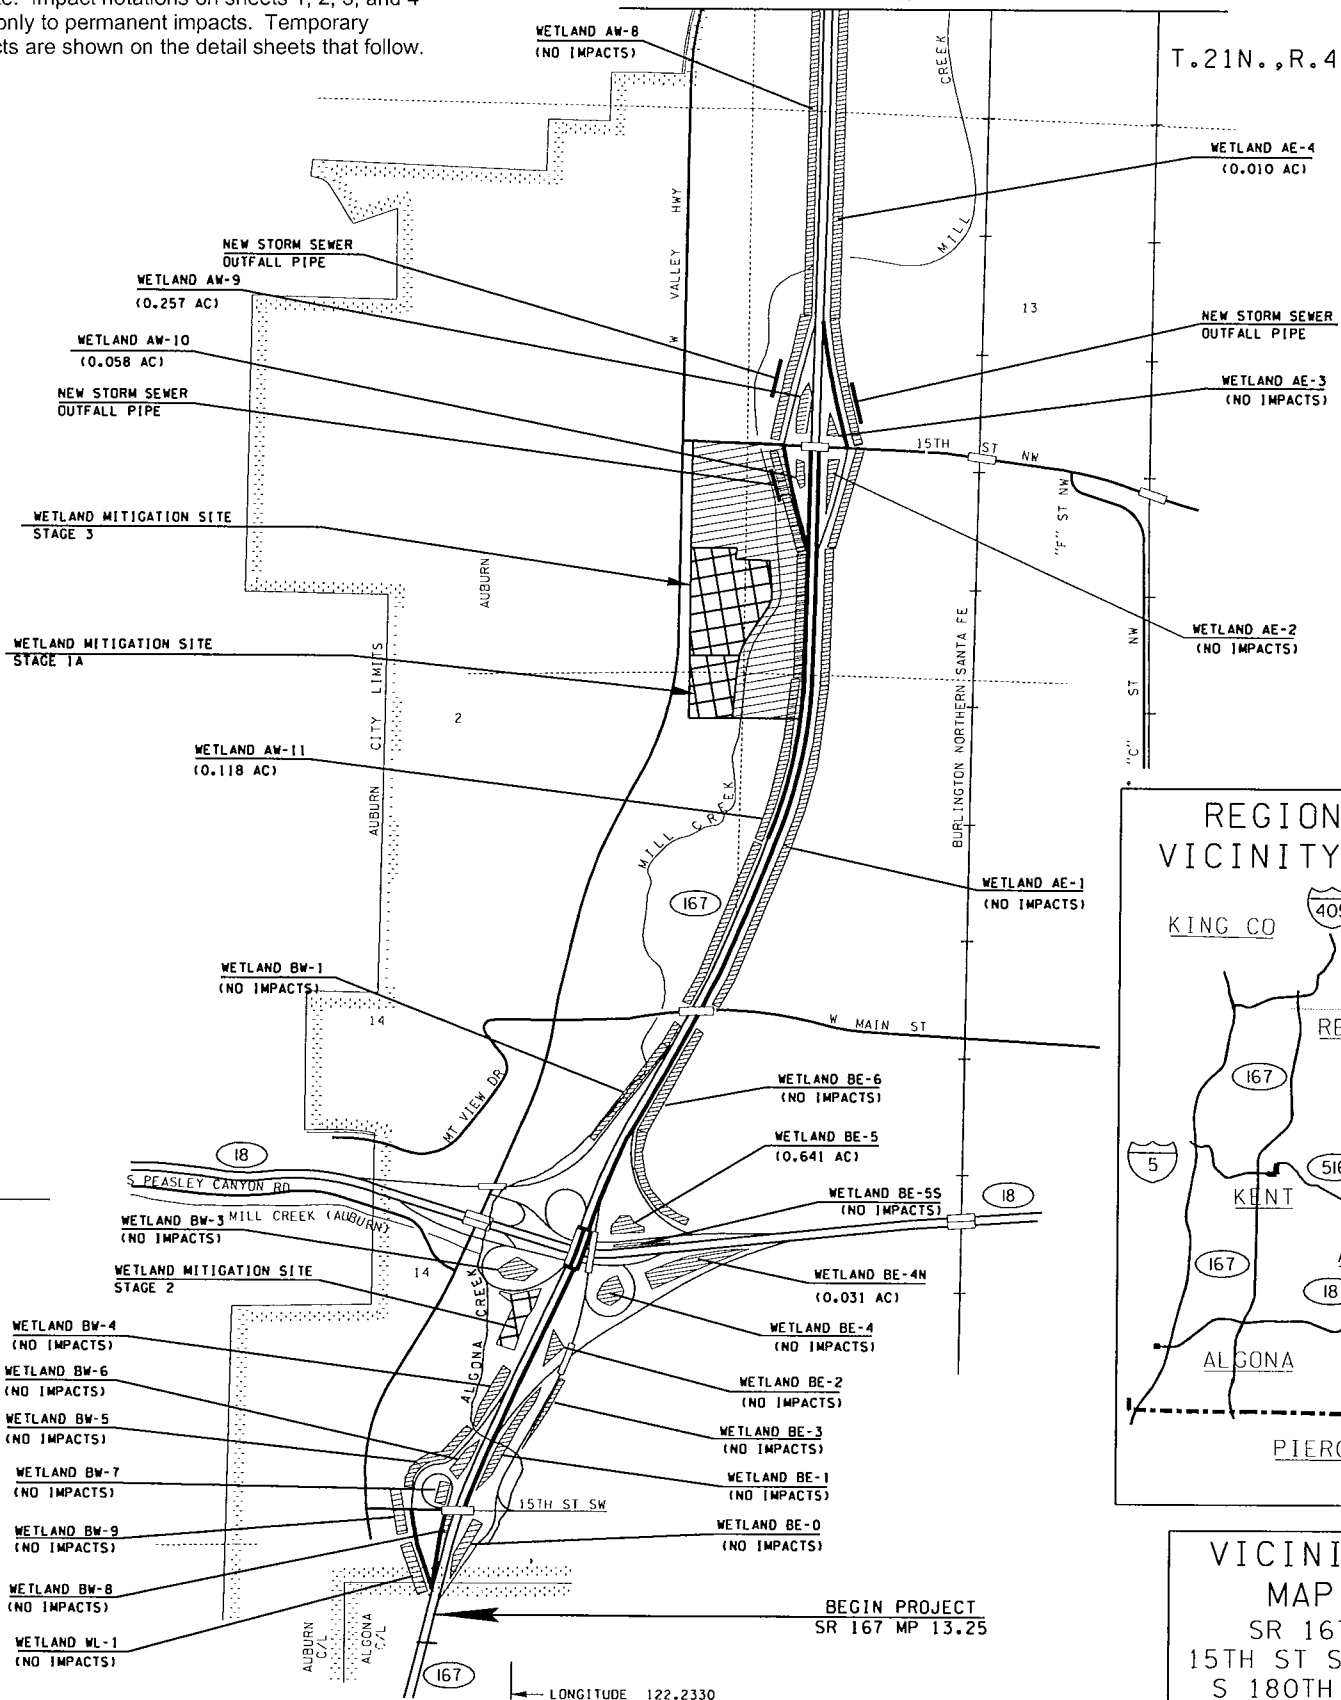 Impact notations on sheets 1, 2, 3, and 4
only to permanent impacts. Temporary
are shown on the detail sheets that follow.
WETLAND AW-8
(NO IMPACTS)
CREEK
T.21N.,R.4
WETLAND AE-4
(0.010 AC)
W VALLEY HWY
MILL
NEW STORM SEWER
OUTFALL PIPE
WETLAND AW-9
(0.257 AC)
13
NEW STORM SEWER
OUTFALL PIPE
WETLAND AW-10
(0.058 AC)
WETLAND AE-3
(NO IMPACTS)
NEW STORM SEWER
OUTFALL PIPE
15TH ST NW
"F" ST NW
WETLAND MITIGATION SITE
STAGE 3
AUBURN
WETLAND AE-2
(NO IMPACTS)
WETLAND MITIGATION SITE
STAGE 1A
AUBURN CITY LIMITS
2
BURLINGTON NORTHERN SANTA FE
"C" ST NW
WETLAND AW-11
(0.118 AC)
MILL CREEK
167
WETLAND AE-1
(NO IMPACTS)
REGION
VICINITY
KING CO
405
WETLAND BW-1
(NO IMPACTS)
14
W MAIN ST
MT VIEW DR
WETLAND BE-6
(NO IMPACTS)
167
WETLAND BE-5
(0.641 AC)
18
5
516
S PEASLEY CANYON RD
WETLAND BE-5S
(NO IMPACTS)
18
KENT
MILL CREEK (AUBURN)
WETLAND BW-3
(NO IMPACTS)
14
WETLAND MITIGATION SITE
STAGE 2
WETLAND BE-4N
(0.031 AC)
167
18
WETLAND BW-4
(NO IMPACTS)
WETLAND BE-4
(NO IMPACTS)
ALGONA CREEK
ALGONA
WETLAND BW-6
(NO IMPACTS)
WETLAND BE-2
(NO IMPACTS)
WETLAND BW-5
(NO IMPACTS)
WETLAND BE-3
(NO IMPACTS)
WETLAND BW-7
(NO IMPACTS)
WETLAND BE-1
(NO IMPACTS)
15TH ST SW
WETLAND BW-9
(NO IMPACTS)
WETLAND BE-0
(NO IMPACTS)
WETLAND BW-8
(NO IMPACTS)
VICINI
MAP
SR 167
15TH ST S
S 180TH
BEGIN PROJECT
SR 167 MP 13.25
WETLAND WL-1
(NO IMPACTS)
AUBURN
C/L
ALGONA
C/L
167
LONGITUDE 122.2330